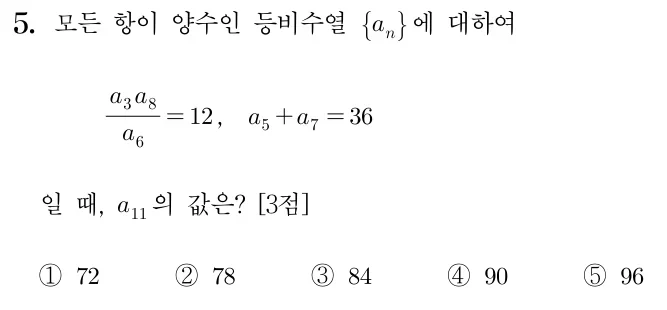 5. 모든 항이 양수인 등비수열 {aₙ}에 대하여
a₃a₈/a₆ = 12, a₅ + a₇ = 36
일 때, a₁₁의 값은? [3점]
① 72 ② 78 ③ 84 ④ 90 ⑤ 96